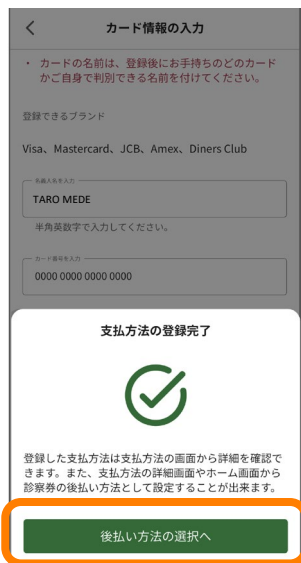 カード情報の入力
・ カードの名前は、登録後にお手持ちのどのカード
かご自身で判別できる名前を付けてください。
登録できるブランド
Visa、Mastercard、JCB、Amex、Diners Club
名義人名を入力
TARO MEDE
半角英数字で入力してください。
カード番号を入力
0000 0000 0000 0000
支払方法の登録完了
登録した支払方法は支払方法の画面から詳細を確認で
きます。また、支払方法の詳細画面やホーム画面から
診察券の後払い方法として設定することが出来ます。
後払い方法の選択へ